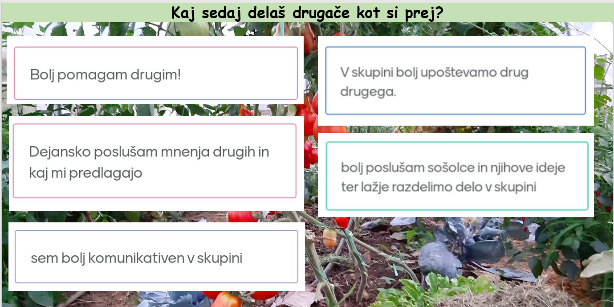 Kaj sedaj delaš drugače kot si prej?
Bolj pomagam drugim!
Dejansko poslušam mnenja drugih in
kaj mi predlagajo
sem bolj komunikativen v skupini
V skupini bolj upoštevamo drug
drugega.
bolj poslušam sošolce in njihove ideje
ter lažje razdelimo delo v skupini